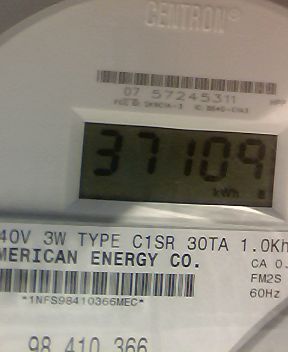 CENTRON®
07 57245311
37109
kWh
40V 3W TYPE C1SR 30TA 1.0Kh
MERICAN ENERGY CO.
CA 0.
FM2S
*1NFS98410366MEC*
60Hz
98 410 366